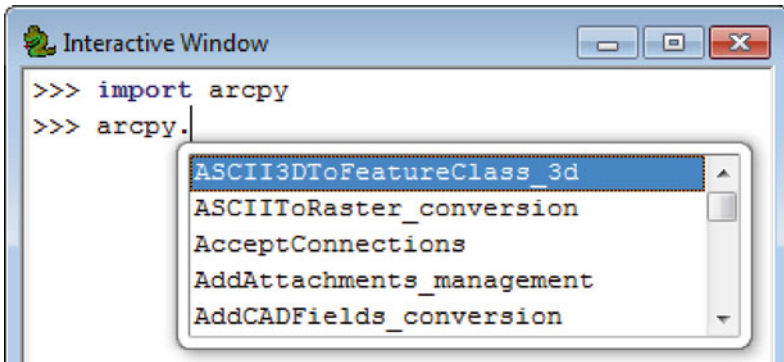 Interactive Window
>>> import arcpy
>>> arcpy.
ASCII3DToFeatureClass_3d
ASCIIToRaster_conversion
AcceptConnections
AddAttachments_management
AddCADFields_conversion